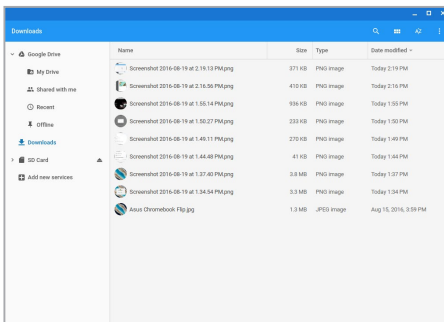 Downloads
AZ
Google Drive
My Drive
Shared with me
Recent
Offline
Downloads
SD Card
Add new services
Name Size Type Date modified
Screenshot 2016-08-19 at 2.19.13 PM.png 371 KB PNG image Today 2:19 PM
Screenshot 2016-08-19 at 2.16.56 PM.png 410 KB PNG image Today 2:16 PM
Screenshot 2016-08-19 at 1.55.14 PM.png 936 KB PNG image Today 1:55 PM
Screenshot 2016-08-19 at 1.50.27 PM.png 233 KB PNG image Today 1:50 PM
Screenshot 2016-08-19 at 1.49.11 PM.png 270 KB PNG image Today 1:49 PM
Screenshot 2016-08-19 at 1.44.48 PM.png 41 KB PNG image Today 1:44 PM
Screenshot 2016-08-19 at 1.37.40 PM.png 3.8 MB PNG image Today 1:37 PM
Screenshot 2016-08-19 at 1.34.54 PM.png 3.3 MB PNG image Today 1:34 PM
Asus Chromebook Flip.jpg 1.3 MB JPEG image Aug 15, 2016, 3:59 PM